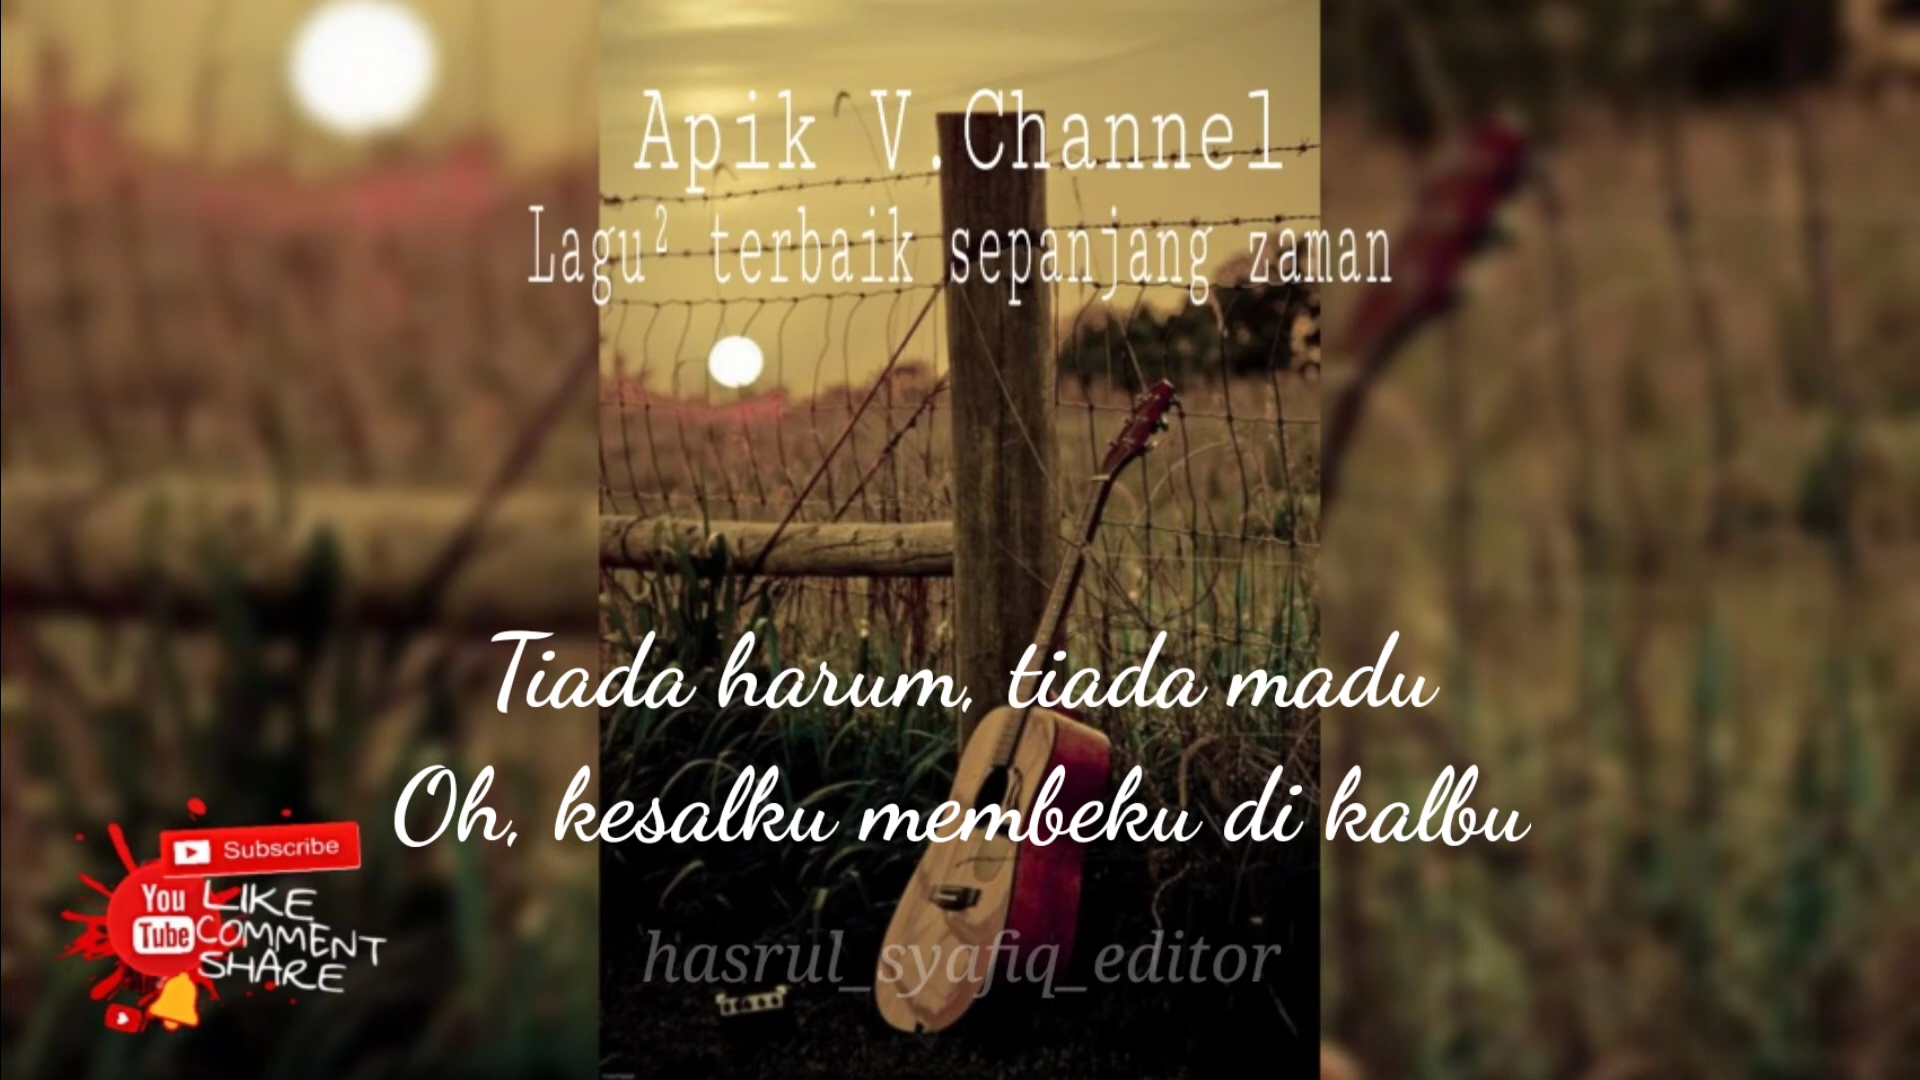 Apik V.Channel
Lagu² terbaik sepanjang zaman
Tiada harum, tiada madu
Oh, kesalku membeku di kalbu
Subscribe
You
Tube
LIKE
COMMENT
SHARE
hasrul_syafiq_editor